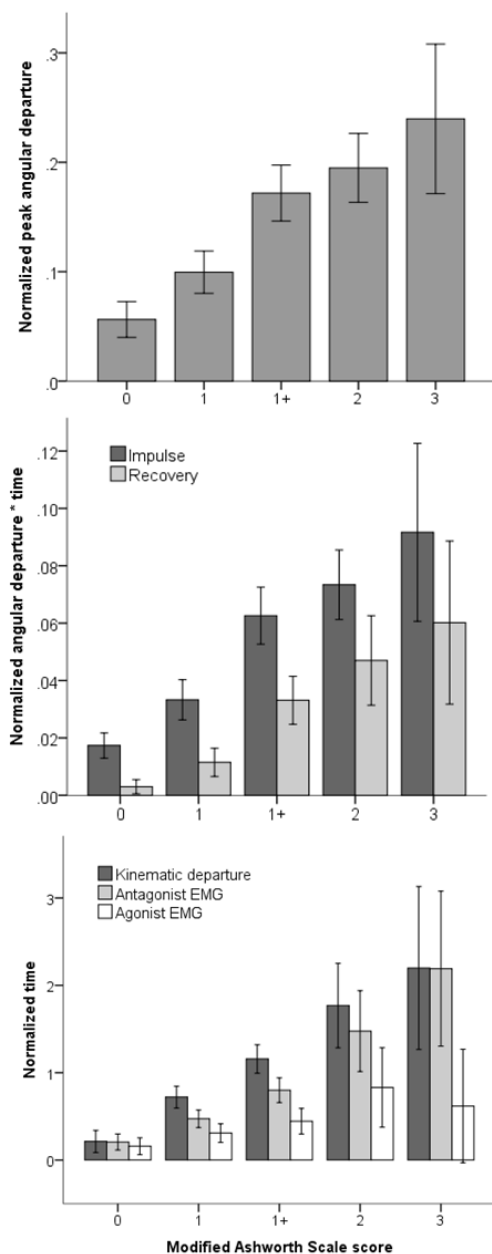 Normalized peak angular departure
.3
.2
.1
.0
0 1 1+ 2 3
Normalized angular departure * time
Impulse
Recovery
.12
.10
.08
.06
.04
.02
.00
0 1 1+ 2 3
Normalized time
Kinematic departure
Antagonist EMG
Agonist EMG
3
2
1
0
0 1 1+ 2 3
Modified Ashworth Scale score